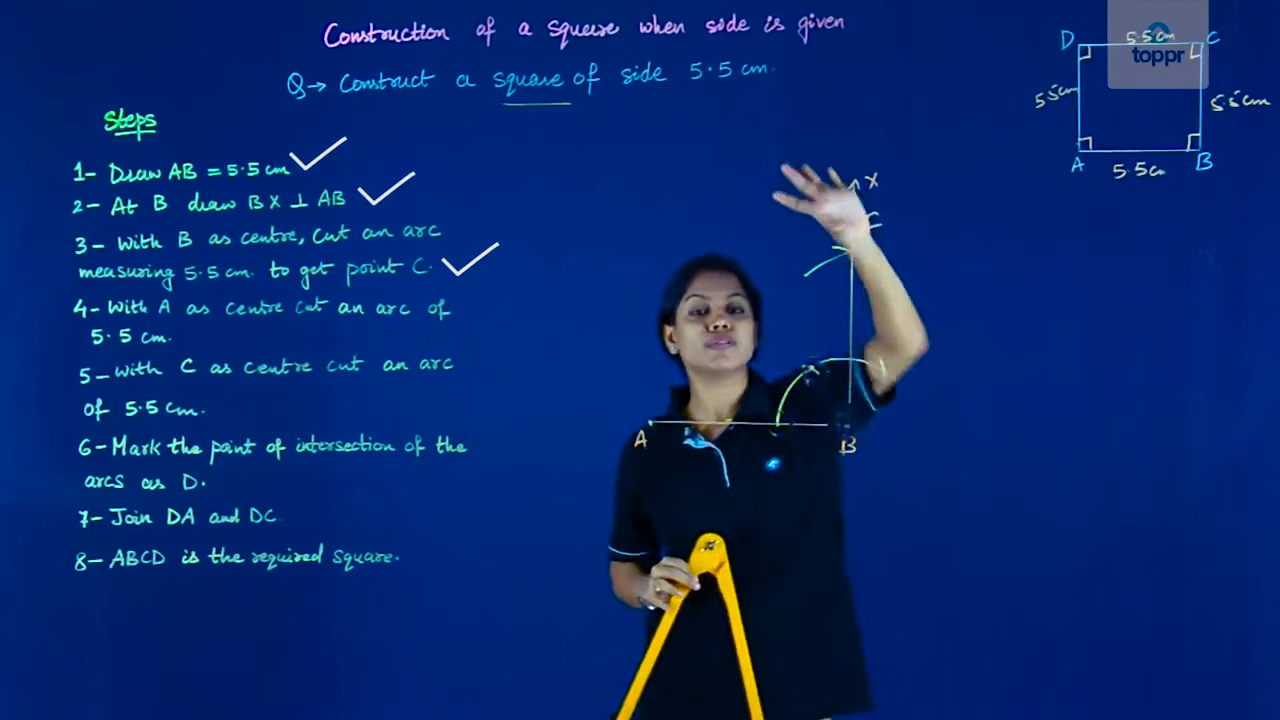 Construction of a square when side is given
Q→ Construct a square of side 5.5 cm.
Steps
1- Draw AB = 5.5 cm
2- At B draw BX ⊥ AB
3- With B as centre, cut an arc
measuring 5.5 cm. to get point C.
4- With A as centre cut an arc of
5.5 cm.
5- With C as centre cut an arc
of 5.5 cm.
6- Mark the point of intersection of the
arcs as D.
7- Join DA and DC.
8- ABCD is the required square.
D 5.5 cm C
toppr
5.5cm 5.5cm
A 5.5cm B
X
C
A B